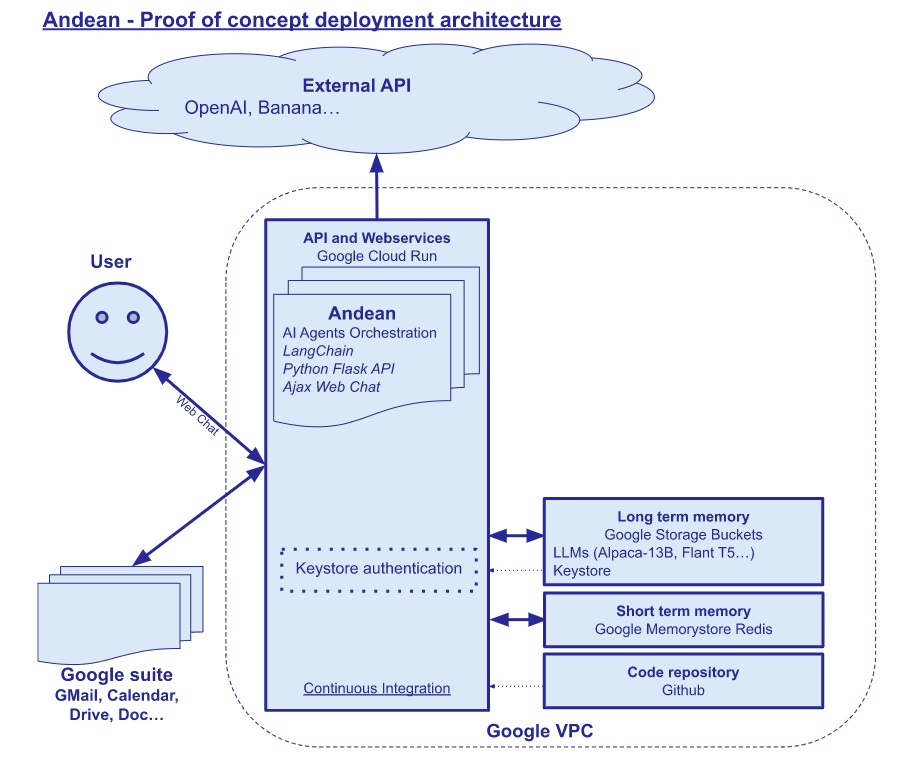 Andean - Proof of concept deployment architecture
External API
OpenAI, Banana…
API and Webservices
Google Cloud Run
Andean
AI Agents Orchestration
LangChain
Python Flask API
Ajax Web Chat
User
Web Chat
Keystore authentication
Long term memory
Google Storage Buckets
LLMs (Alpaca-13B, Flant T5…)
Keystore
Short term memory
Google Memorystore Redis
Code repository
Github
Continuous Integration
Google suite
GMail, Calendar,
Drive, Doc…
Google VPC